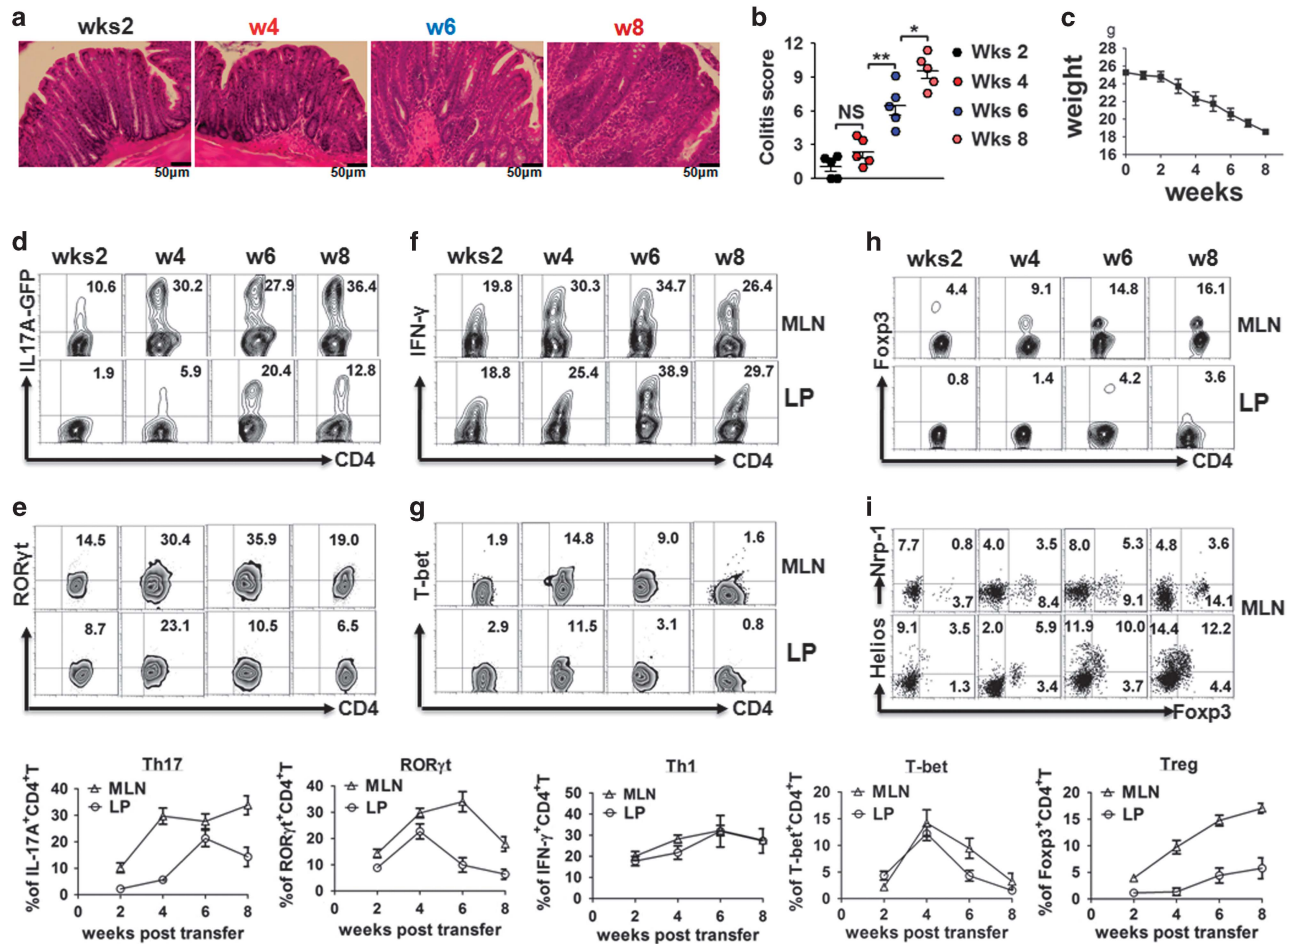 a
wks2 w4 w6 w8
50µm 50µm 50µm 50µm
b
Colitis score
12
9
6
3
0
NS ** *
Wks 2
Wks 4
Wks 6
Wks 8
c
g
weight
28
26
24
22
20
18
16
0 2 4 6 8
weeks
d
wks2 w4 w6 w8
IL17A-GFP
10.6 30.2 27.9 36.4
1.9 5.9 20.4 12.8
CD4
f
wks2 w4 w6 w8
IFN-γ
19.8 30.3 34.7 26.4
MLN
18.8 25.4 38.9 29.7
LP
CD4
h
wks2 w4 w6 w8
Foxp3
4.4 9.1 14.8 16.1
MLN
0.8 1.4 4.2 3.6
LP
CD4
e
RORγt
14.5 30.4 35.9 19.0
8.7 23.1 10.5 6.5
CD4
g
T-bet
1.9 14.8 9.0 1.6
MLN
2.9 11.5 3.1 0.8
LP
CD4
i
Nrp-1
7.7 0.8 4.0 3.5 8.0 5.3 4.8 3.6
3.7 8.4 9.1 14.1
MLN
Helios
9.1 3.5 2.0 5.9 11.9 10.0 14.4 12.2
1.3 3.4 3.7 4.4
Foxp3
Th17
%of IL-17A+CD4+T
MLN
LP
40
30
20
10
0
0 2 4 6 8
weeks post transfer
RORγt
%of RORγt+CD4+T
MLN
LP
40
30
20
10
0
0 2 4 6 8
weeks post transfer
Th1
%of IFN-γ+CD4+T
MLN
LP
50
40
30
20
10
0
0 2 4 6 8
weeks post transfer
T-bet
%of T-bet+CD4+T
MLN
LP
20
15
10
5
0
0 2 4 6 8
weeks post transfer
Treg
%of Foxp3+CD4+T
MLN
LP
20
15
10
5
0
0 2 4 6 8
weeks post transfer